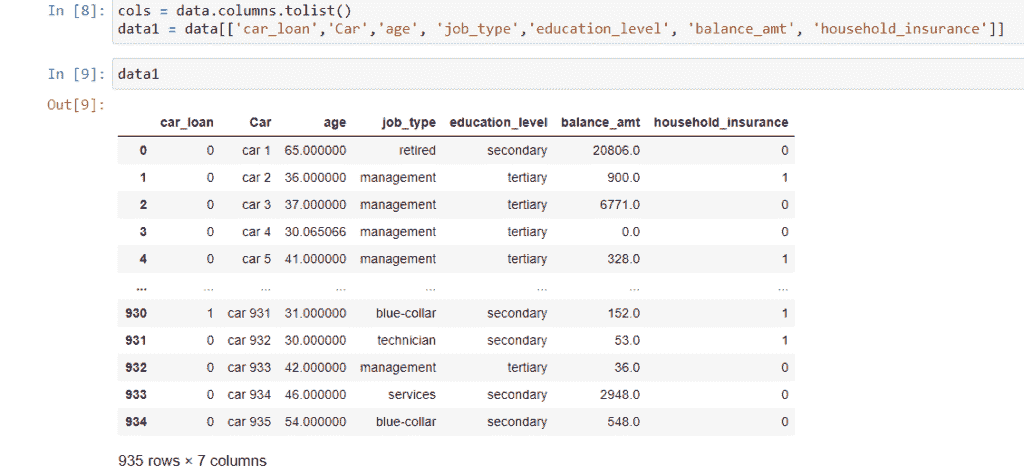 In [8]: cols = data.columns.tolist()
data1 = data[['car_loan','Car','age', 'job_type','education_level', 'balance_amt', 'household_insurance']]
In [9]: data1
Out[9]:
car_loan Car age job_type education_level balance_amt household_insurance
0 0 car 1 65.000000 retired secondary 20806.0 0
1 0 car 2 36.000000 management tertiary 900.0 1
2 0 car 3 37.000000 management tertiary 6771.0 0
3 0 car 4 30.065066 management tertiary 0.0 0
4 0 car 5 41.000000 management tertiary 328.0 1
... ... ... ... ... ... ... ...
930 1 car 931 31.000000 blue-collar secondary 152.0 1
931 0 car 932 30.000000 technician secondary 53.0 1
932 0 car 933 42.000000 management tertiary 36.0 0
933 0 car 934 46.000000 services secondary 2948.0 0
934 0 car 935 54.000000 blue-collar secondary 548.0 0
935 rows × 7 columns